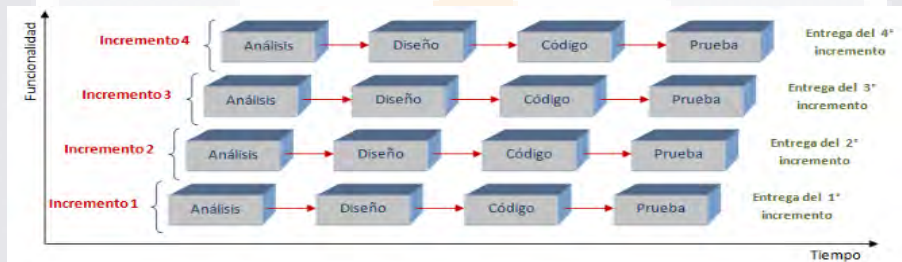 Funcionalidad
Incremento 4
Análisis
Diseño
Código
Prueba
Entrega del 4°
incremento
Incremento 3
Análisis
Diseño
Código
Prueba
Entrega del 3°
incremento
Incremento 2
Análisis
Diseño
Código
Prueba
Entrega del 2°
incremento
Incremento 1
Análisis
Diseño
Código
Prueba
Entrega del 1°
incremento
Tiempo